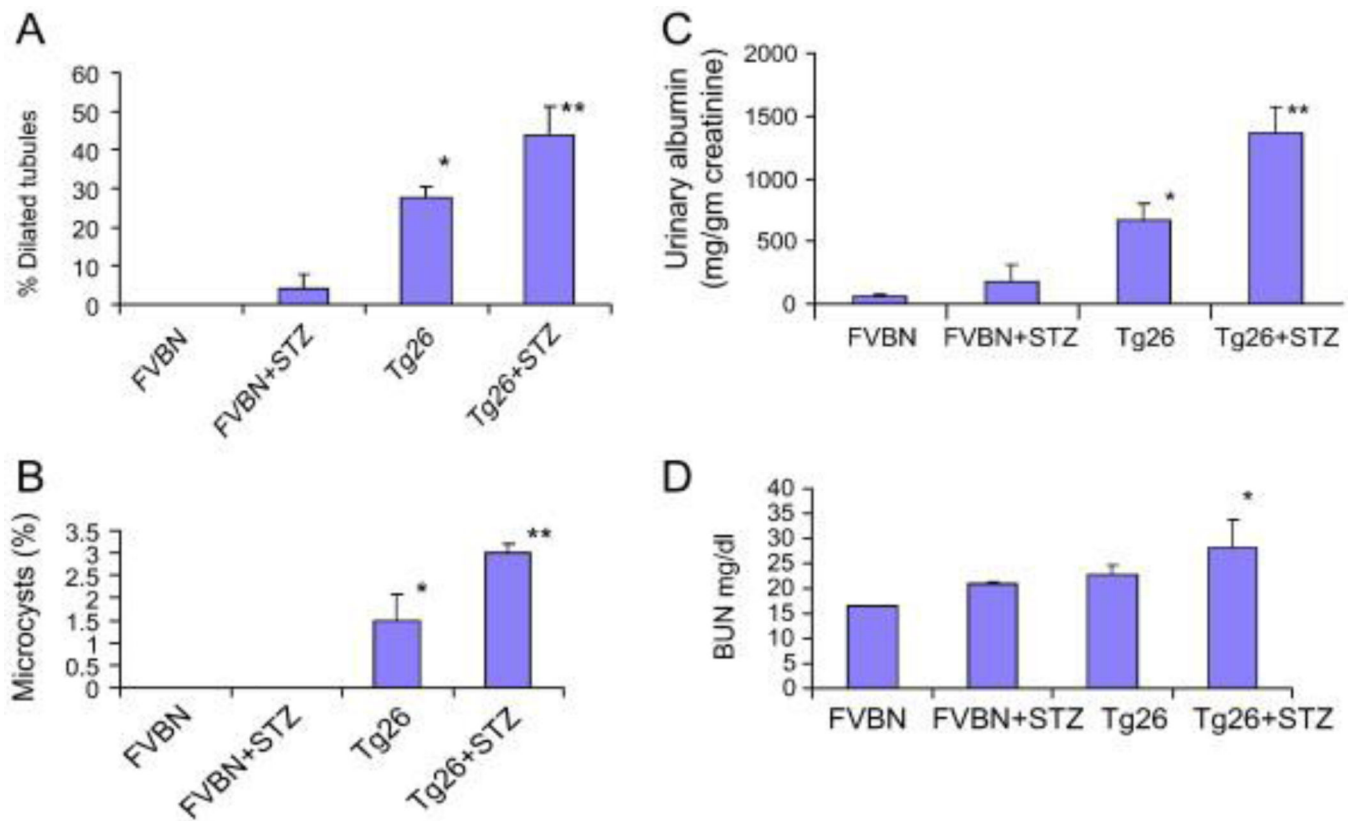 A
% Dilated tubules
60
50
40
30
20
10
0
*
**
FVBN
FVBN+STZ
Tg26
Tg26+STZ
B
Microcysts (%)
3.5
3
2.5
2
1.5
1
0.5
0
*
**
FVBN
FVBN+STZ
Tg26
Tg26+STZ
C
Urinary albumin
(mg/gm creatinine)
2000
1500
1000
500
0
*
**
FVBN
FVBN+STZ
Tg26
Tg26+STZ
D
BUN mg/dl
40
35
30
25
20
15
10
5
0
*
FVBN
FVBN+STZ
Tg26
Tg26+STZ